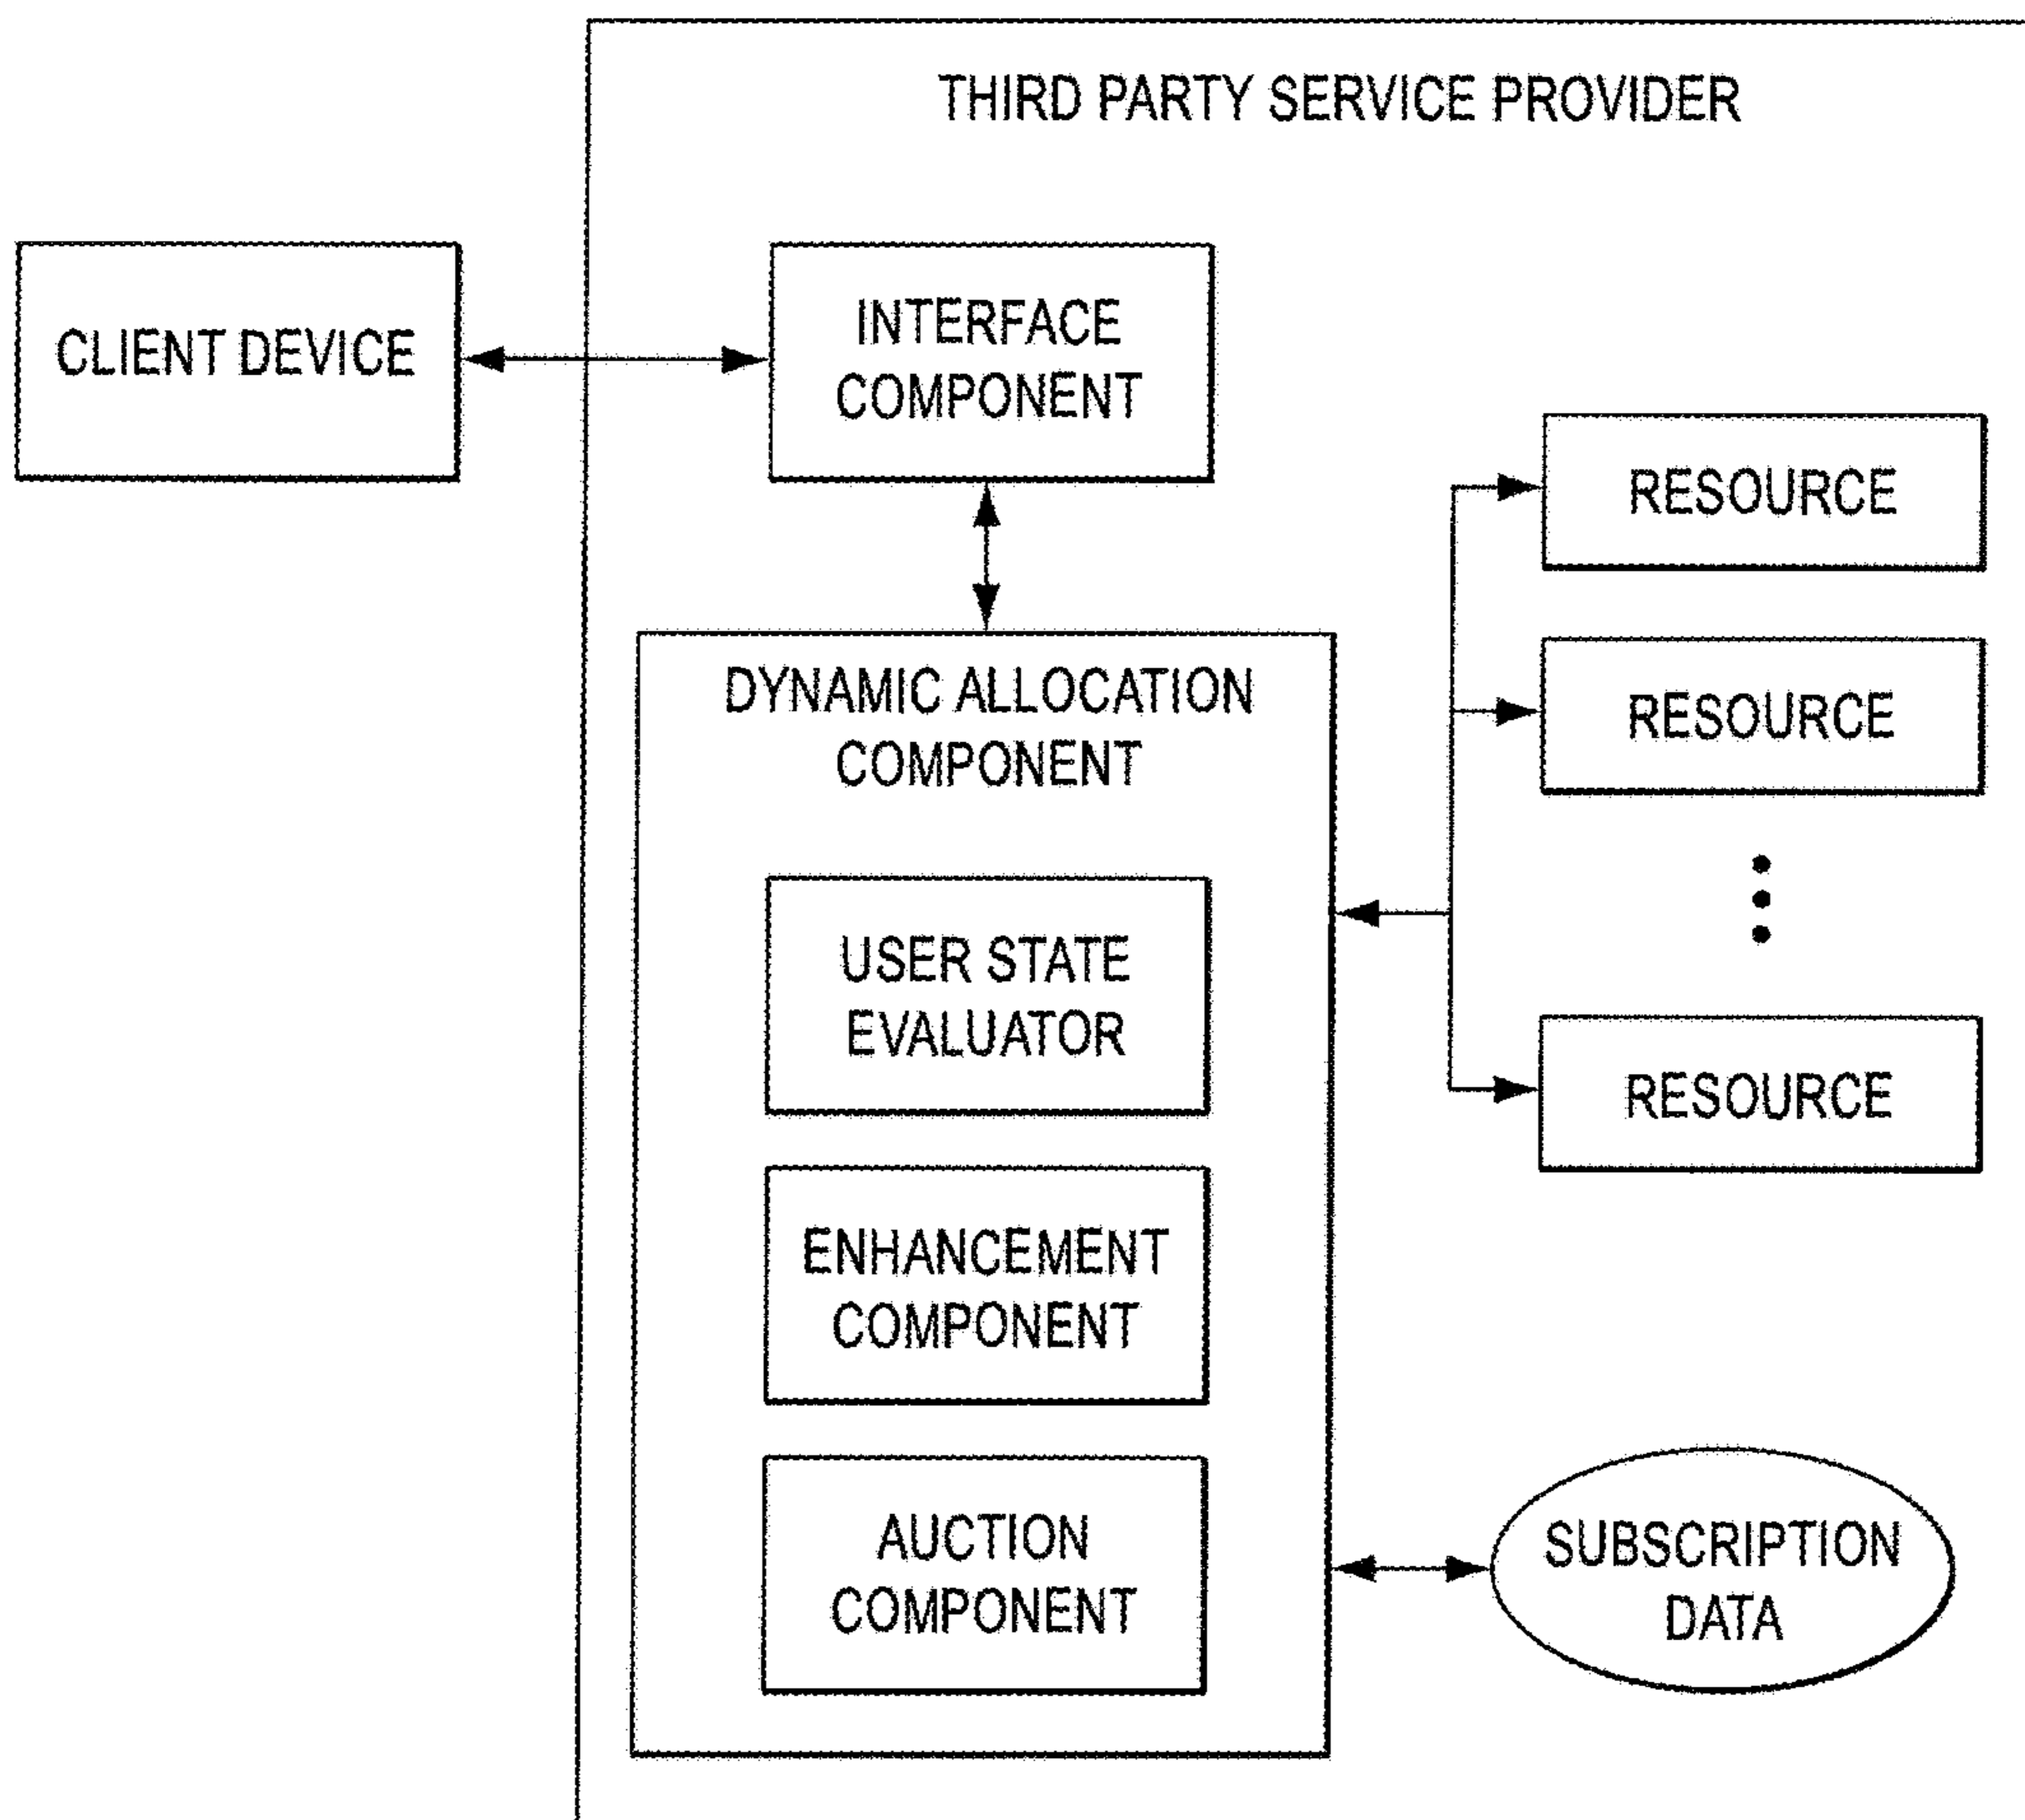 THIRD PARTY SERVICE PROVIDER
CLIENT DEVICE
INTERFACE
COMPONENT
RESOURCE
RESOURCE
RESOURCE
DYNAMIC ALLOCATION
COMPONENT
USER STATE
EVALUATOR
ENHANCEMENT
COMPONENT
AUCTION
COMPONENT
SUBSCRIPTION
DATA